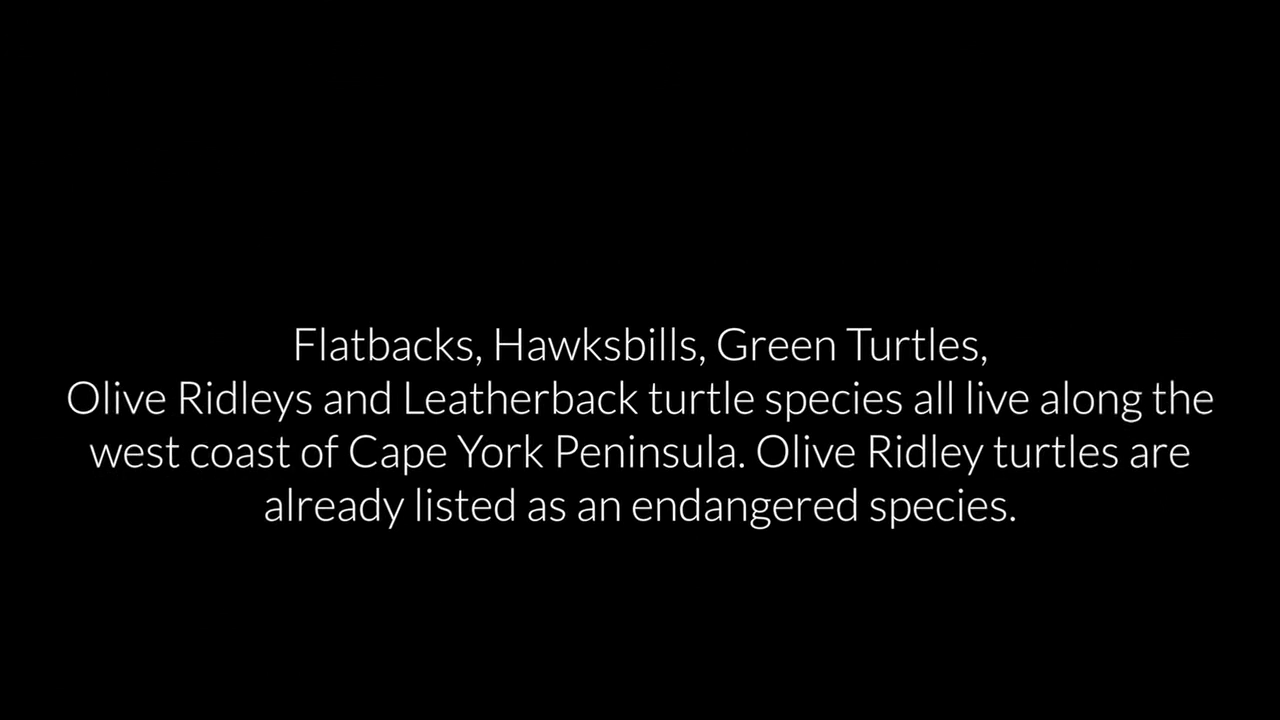 Flatbacks, Hawksbills, Green Turtles,
Olive Ridleys and Leatherback turtle species all live along the
west coast of Cape York Peninsula. Olive Ridley turtles are
already listed as an endangered species.